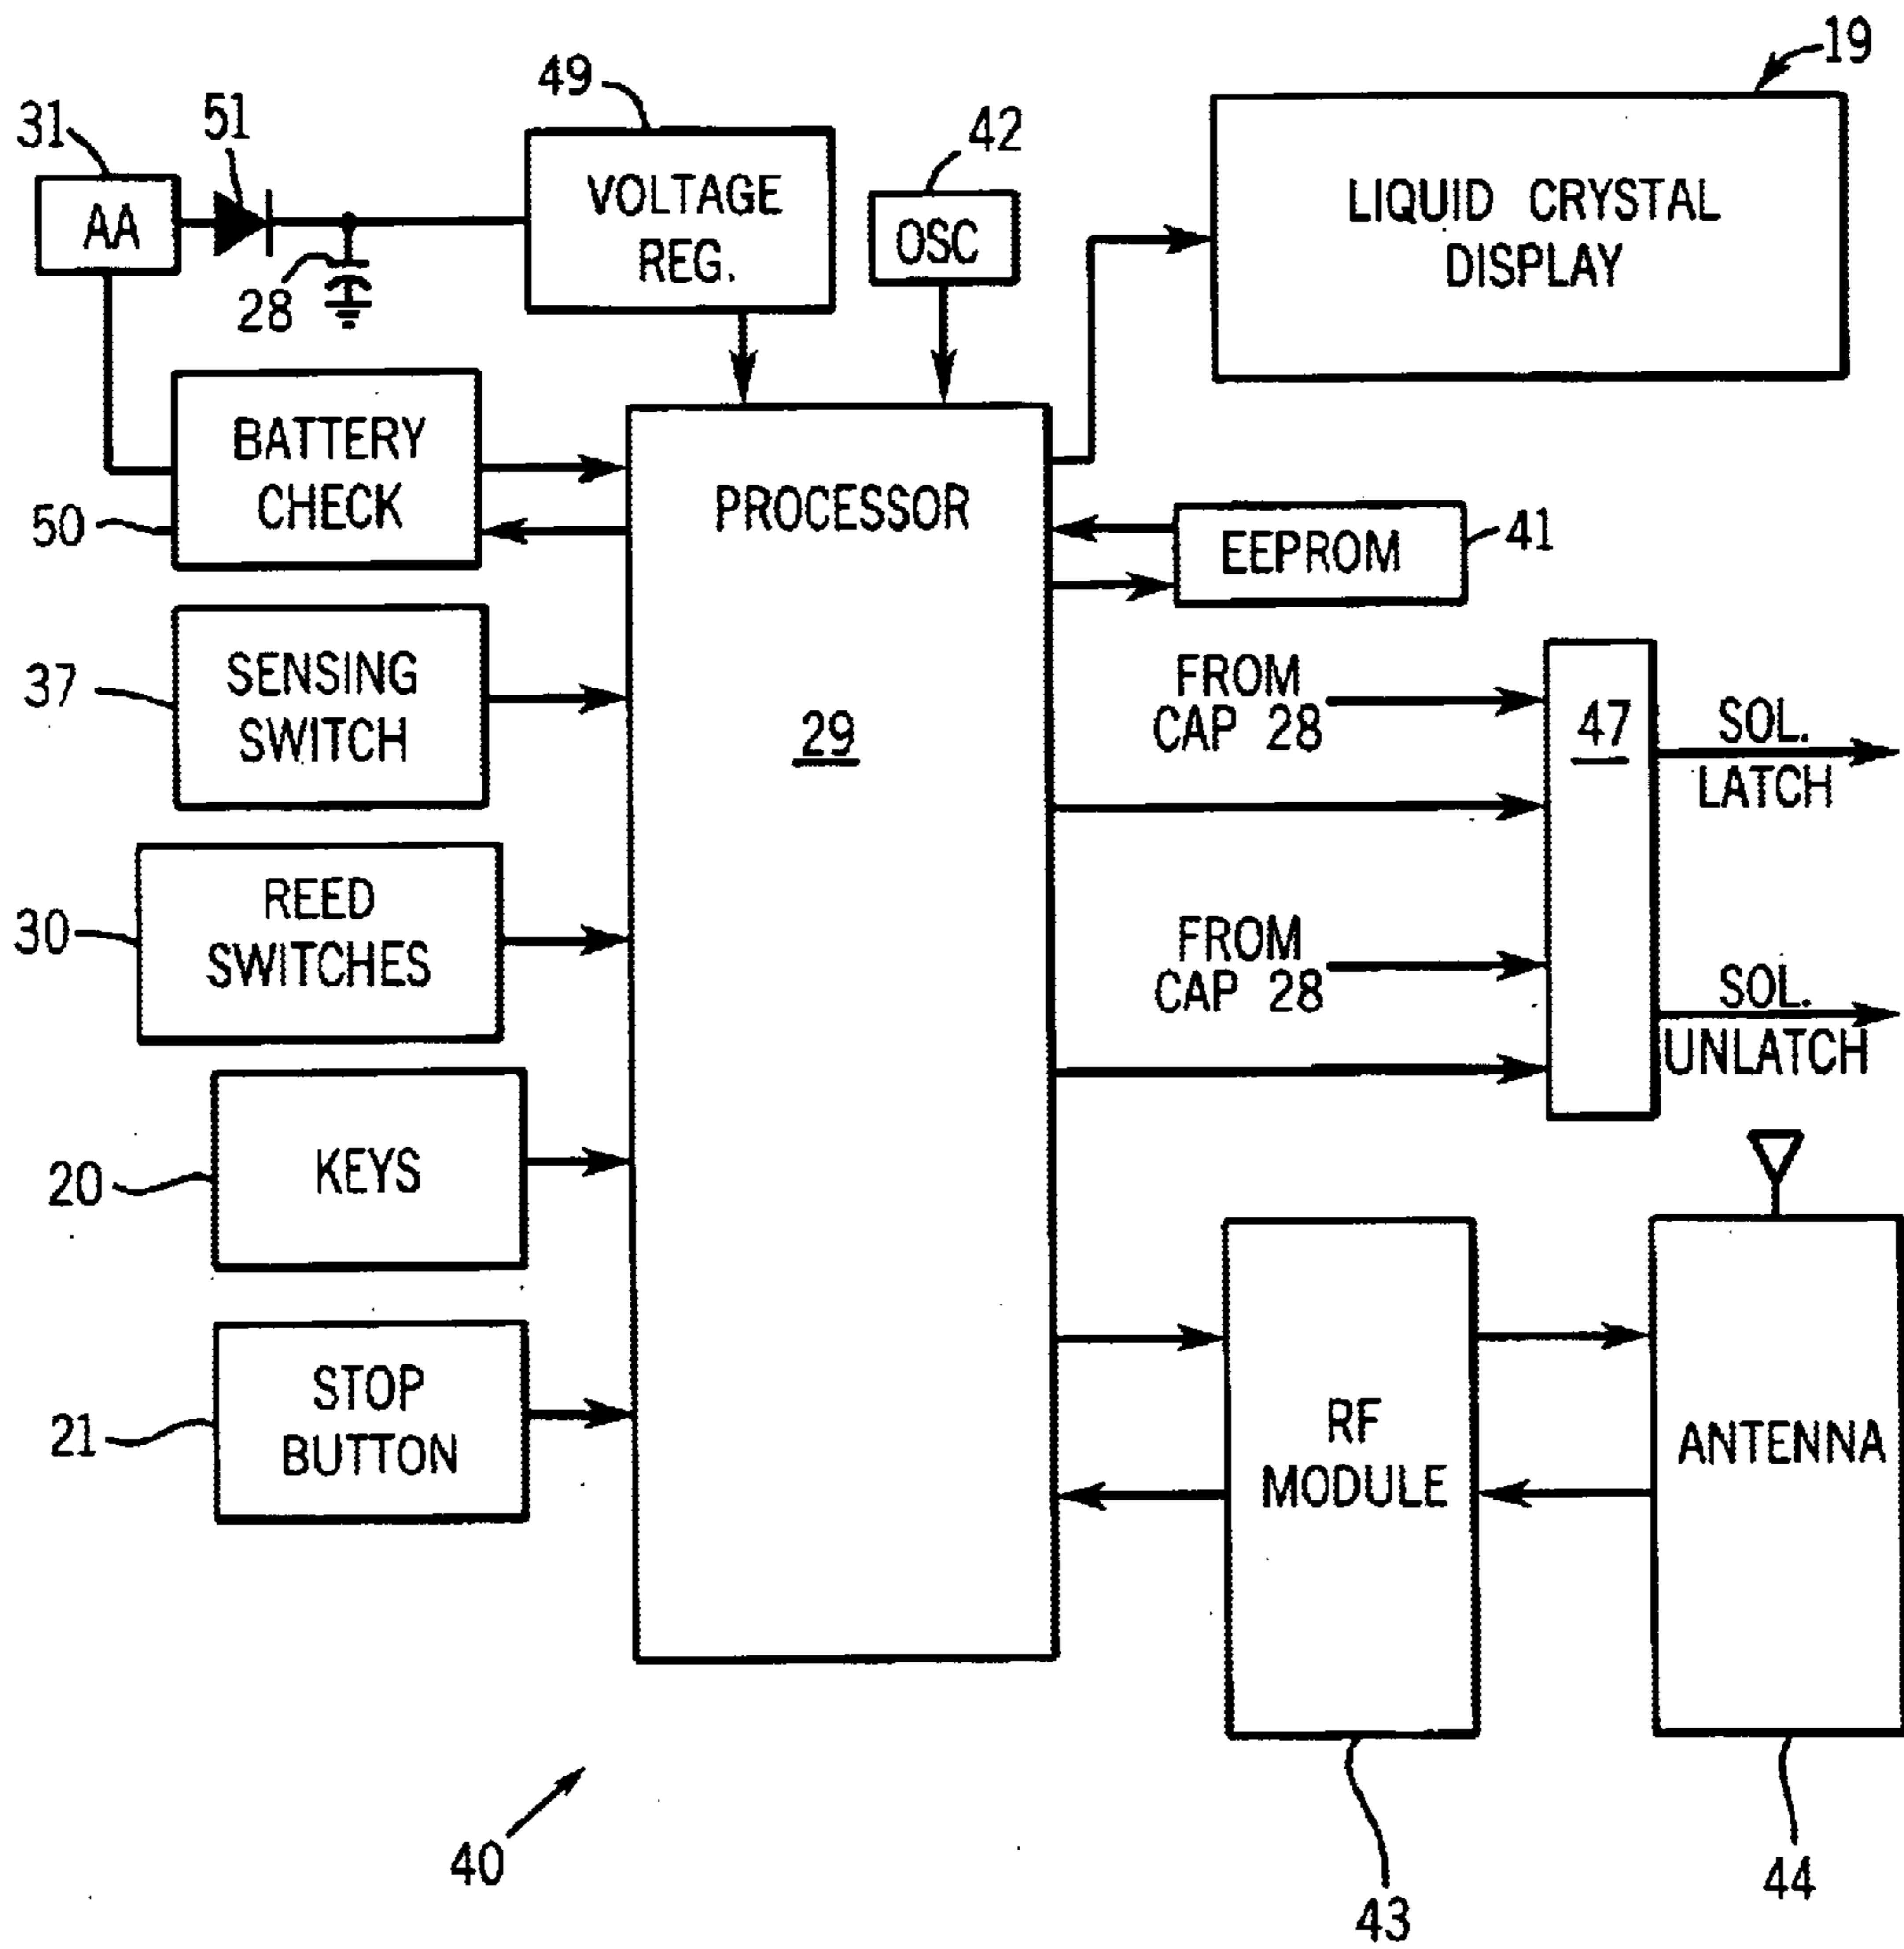 19
49
42
51
31
AA
VOLTAGE
REG.
OSC
LIQUID CRYSTAL
DISPLAY
28
BATTERY
CHECK
50
PROCESSOR
29
EEPROM
41
SENSING
SWITCH
37
FROM
CAP 28
47
SOL.
LATCH
REED
SWITCHES
30
FROM
CAP 28
SOL.
UNLATCH
KEYS
20
STOP
BUTTON
21
RF
MODULE
ANTENNA
40
43
44